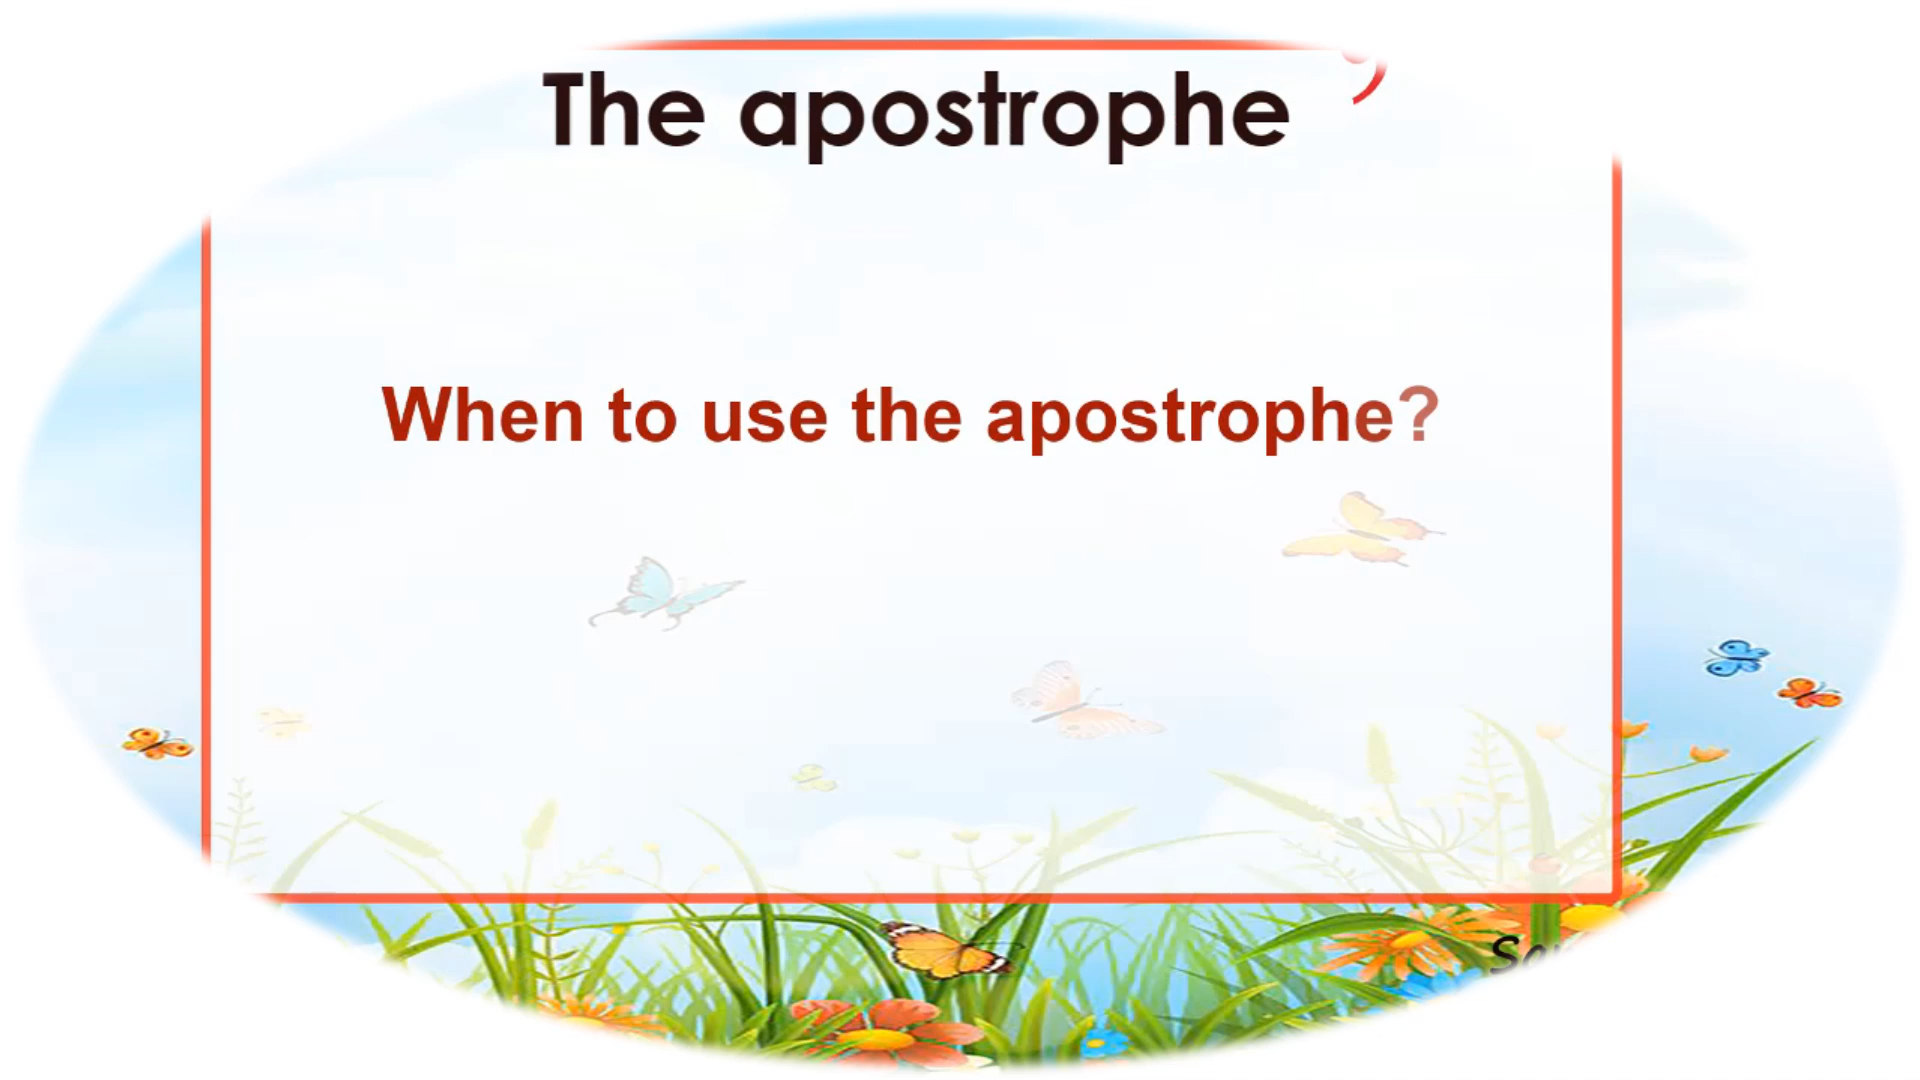 The apostrophe ’
When to use the apostrophe?